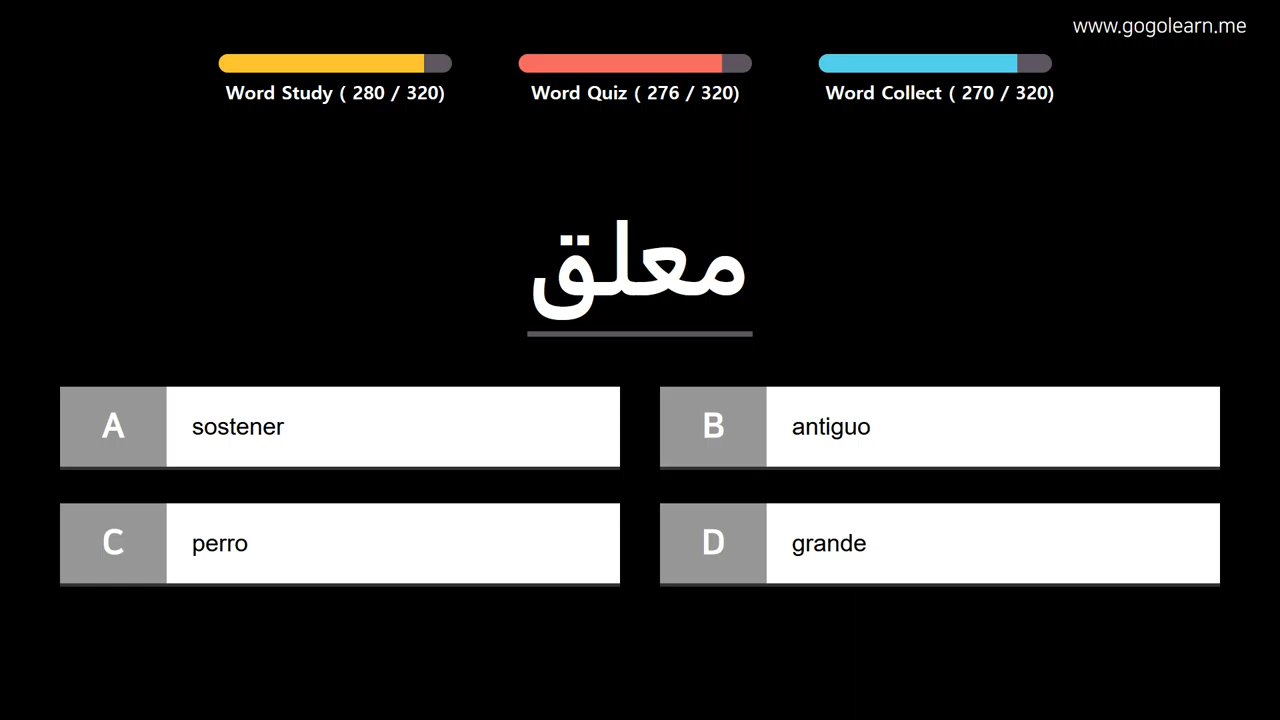 www.gogolearn.me
Word Study ( 280 / 320)
Word Quiz ( 276 / 320)
Word Collect ( 270 / 320)
معلق
A sostener
B antiguo
C perro
D grande